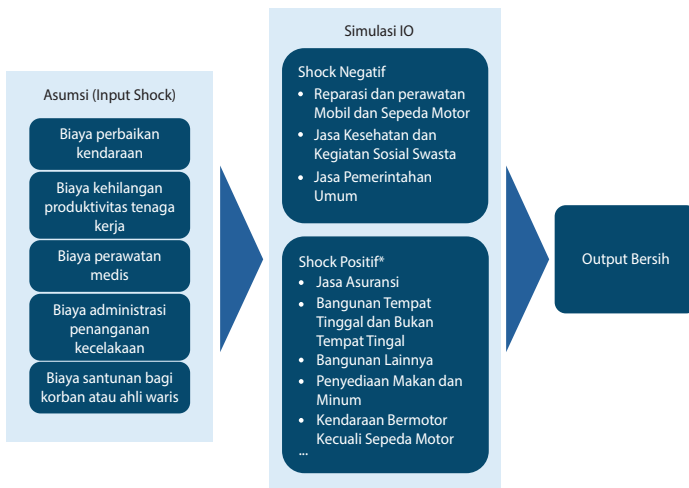 Asumsi (Input Shock)
Biaya perbaikan
kendaraan
Biaya kehilangan
produktivitas tenaga
kerja
Biaya perawatan
medis
Biaya administrasi
penanganan
kecelakaan
Biaya santunan bagi
korban atau ahli waris
Simulasi IO
Shock Negatif
• Reparasi dan perawatan
Mobil dan Sepeda Motor
• Jasa Kesehatan dan
Kegiatan Sosial Swasta
• Jasa Pemerintahan
Umum
Shock Positif*
• Jasa Asuransi
• Bangunan Tempat
Tinggal dan Bukan
Tempat Tingal
• Bangunan Lainnya
• Penyediaan Makan dan
Minum
• Kendaraan Bermotor
Kecuali Sepeda Motor
...
Output Bersih